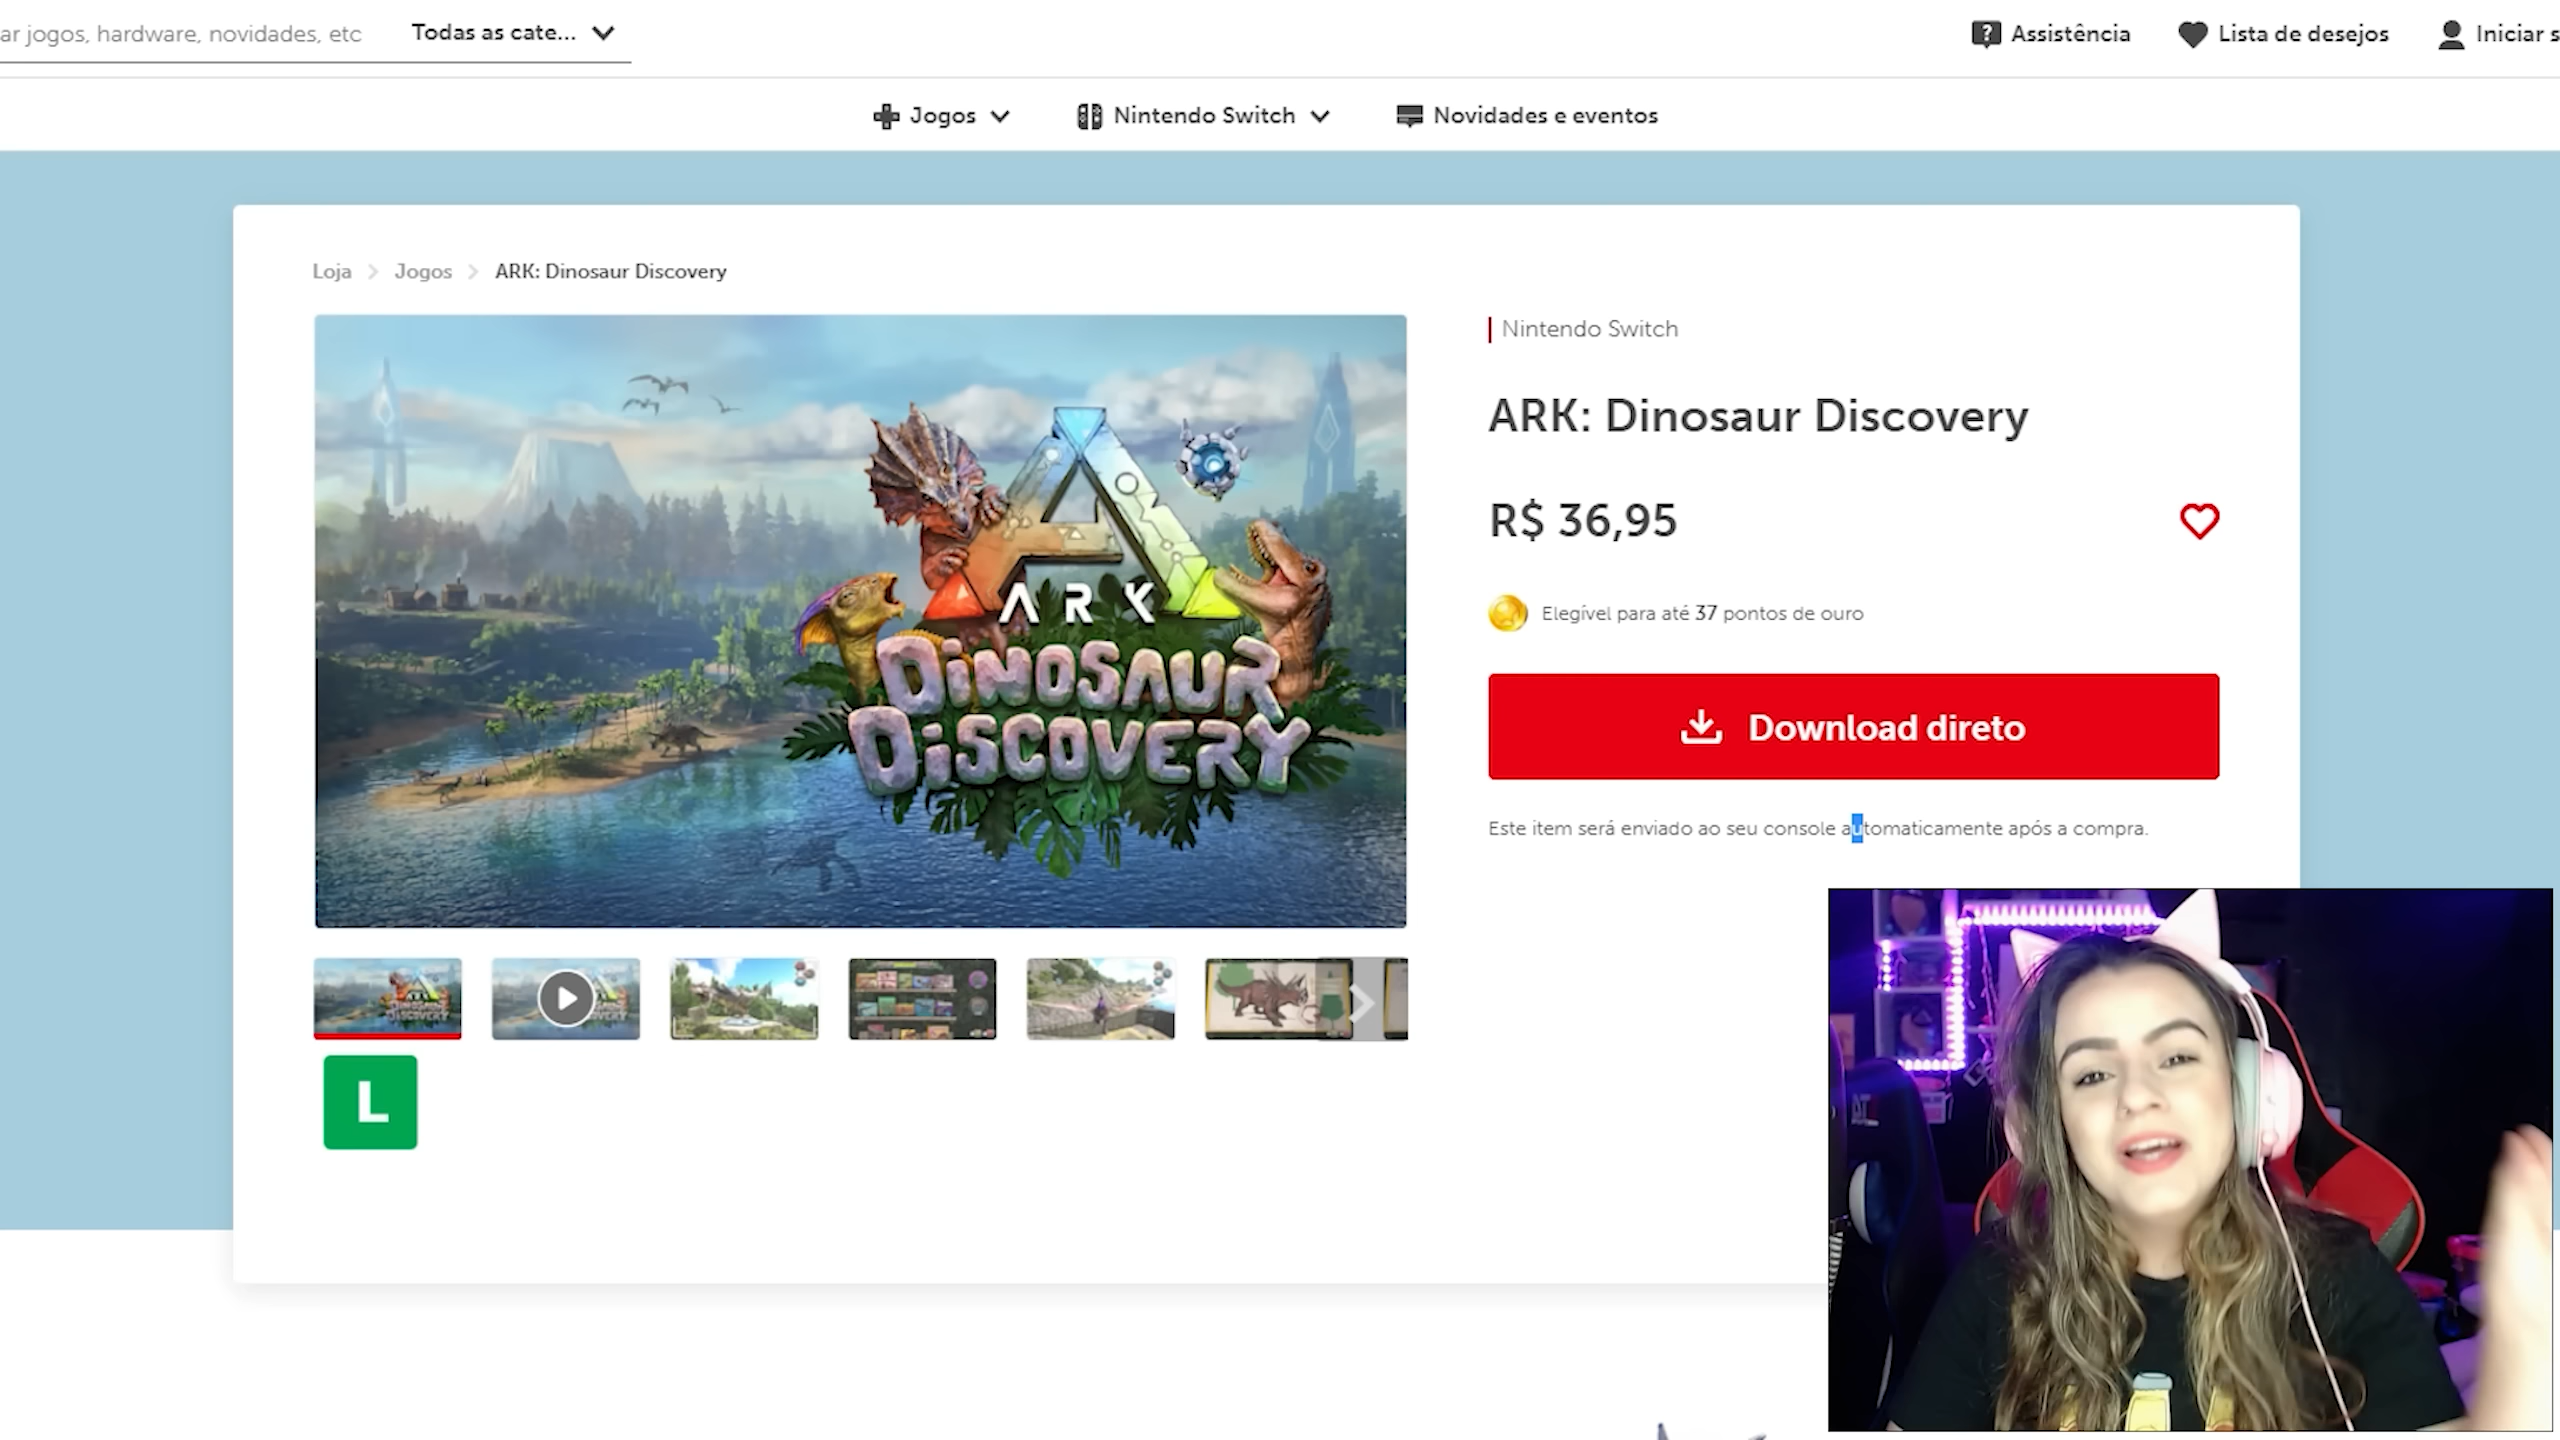 ar jogos, hardware, novidades, etc
Todas as cate...
Assistência
Lista de desejos
Iniciar s
Jogos
Nintendo Switch
Novidades e eventos
Loja
Jogos
ARK: Dinosaur Discovery
ARK
DiNOSAUR
DiSCOVERY
Nintendo Switch
ARK: Dinosaur Discovery
R$ 36,95
Elegível para até 37 pontos de ouro
Download direto
Este item será enviado ao seu console automaticamente após a compra.
L